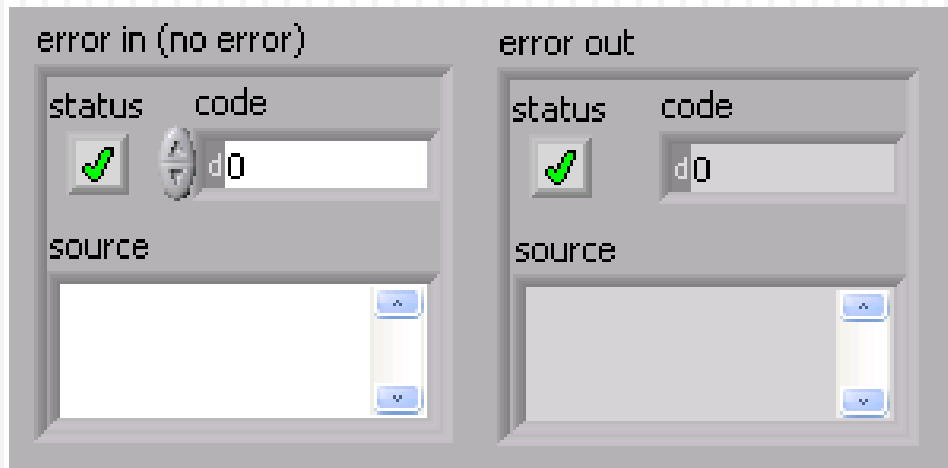 error in (no error)
status code
d0
source
error out
status code
d0
source